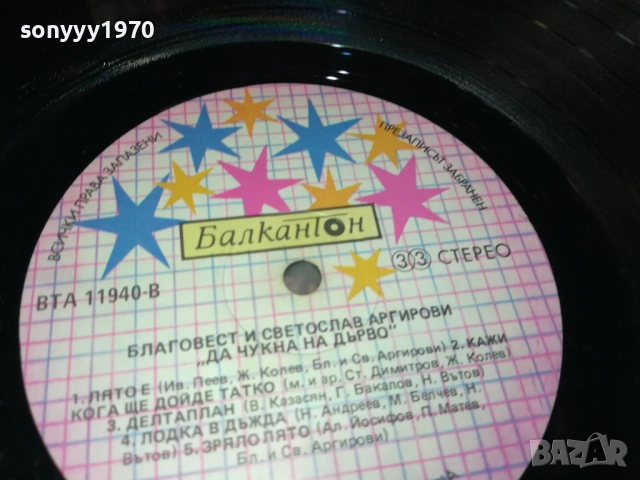 sonyyy1970
ВСИЧКИ ПРАВА ЗАПАЗЕНИ
ПРЕЗАПИСЪТ ЗАБРАНЕН
Балкантон
ВТА 11940-В
33 СТЕРЕО
БЛАГОВЕСТ И СВЕТОСЛАВ АРГИРОВИ
„ДА ЧУКНА НА ДЪРВО"
1. ЛЯТО Е (Ив. Пеев, Ж. Колев, Бл. и Св. Аргирови) 2. КАЖИ
КОГА ЩЕ ДОЙДЕ ТАТКО (м. и ар. Ст. Димитров, Ж. Колев)
3. ДЕЛТАПЛАН (В. Казасян, Г. Бакалов, Н. Вътов)
4. ЛОДКА В ДЪЖДА (Н. Андреев, М. Белчев, Н.
Вътов) 5. ЗРЯЛО ЛЯТО (Ал. Йосифов, П. Матев,
Бл. и Св. Аргирови)
BAZAR